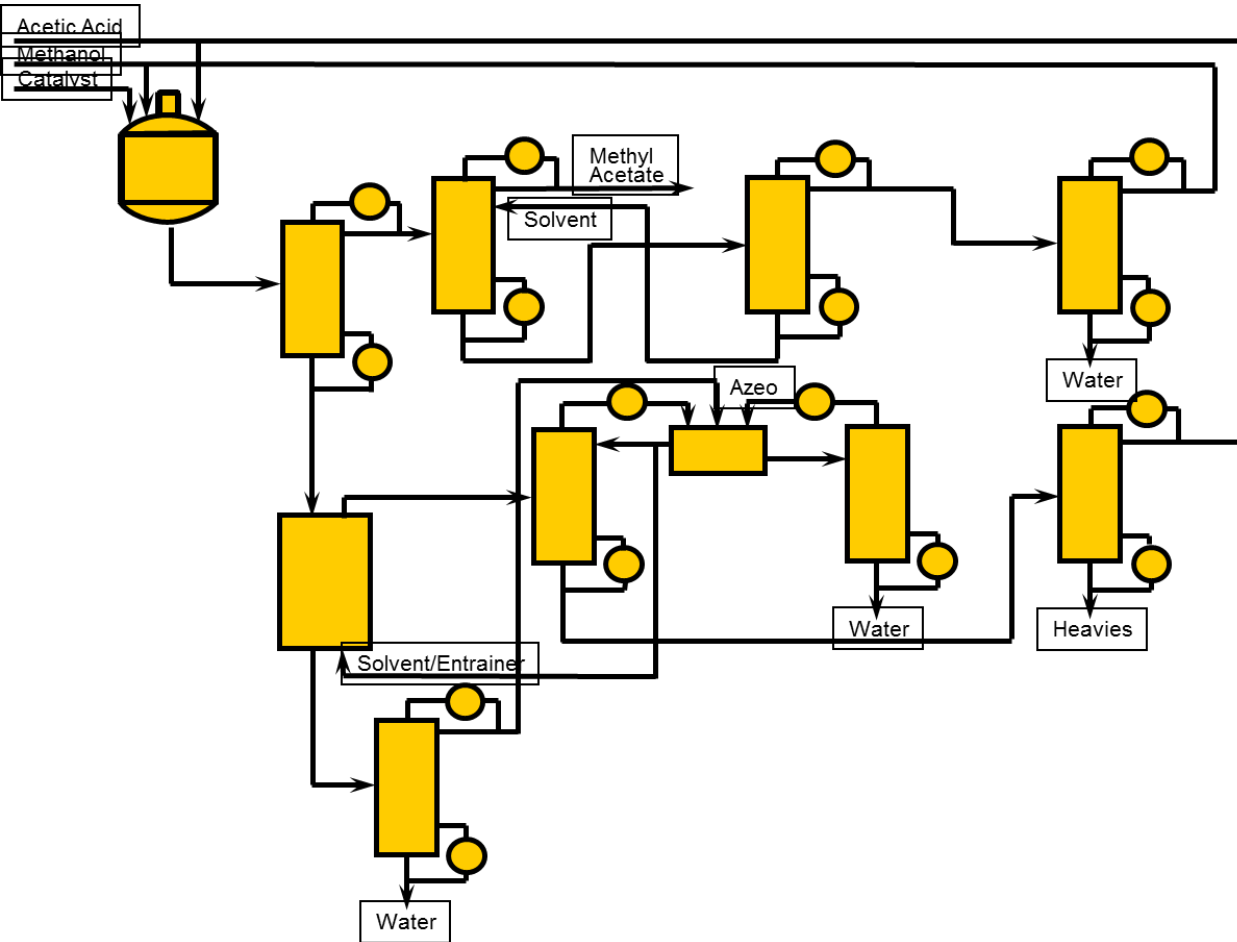 Acetic Acid
Methanol
Catalyst
Methyl
Acetate
Solvent
Water
Azeo
Water
Heavies
Solvent/Entrainer
Water